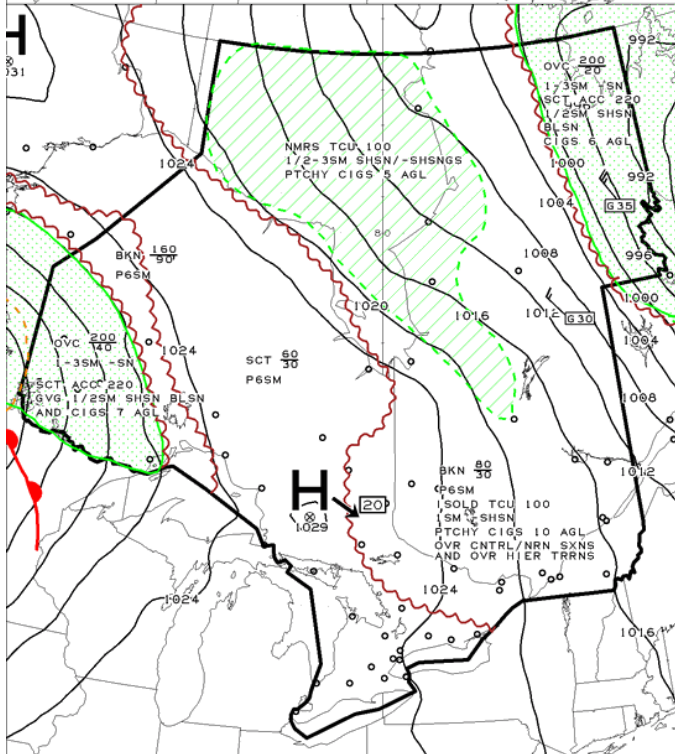 H
1031
992
OVC 200/20
1-3SM -SN
SCT ACC 220
1/2SM SHSN
BLSN
CIGS 6 AGL
NMRS TCU 100
1/2-3SM SHSN/-SHSNGS
PTCHY CIGS 5 AGL
1024
1000
992
1004
G35
80
1008
996
BKN 160/90
P6SM
1020
1016
1012
G30
1000
1004
OVC 200/40
1-3SM -SN
SCT ACC 220
GVG 1/2SM SHSN BLSN
AND CIGS 7 AGL
1024
SCT 60/30
P6SM
1008
BKN 80/30
P6SM
ISOLD TCU 100
1SM -SHSN
PTCHY CIGS 10 AGL
OVR CNTRL/NRN SXNS
AND OVR HIER TRRNS
1012
H
20
1029
1024
1024
1016